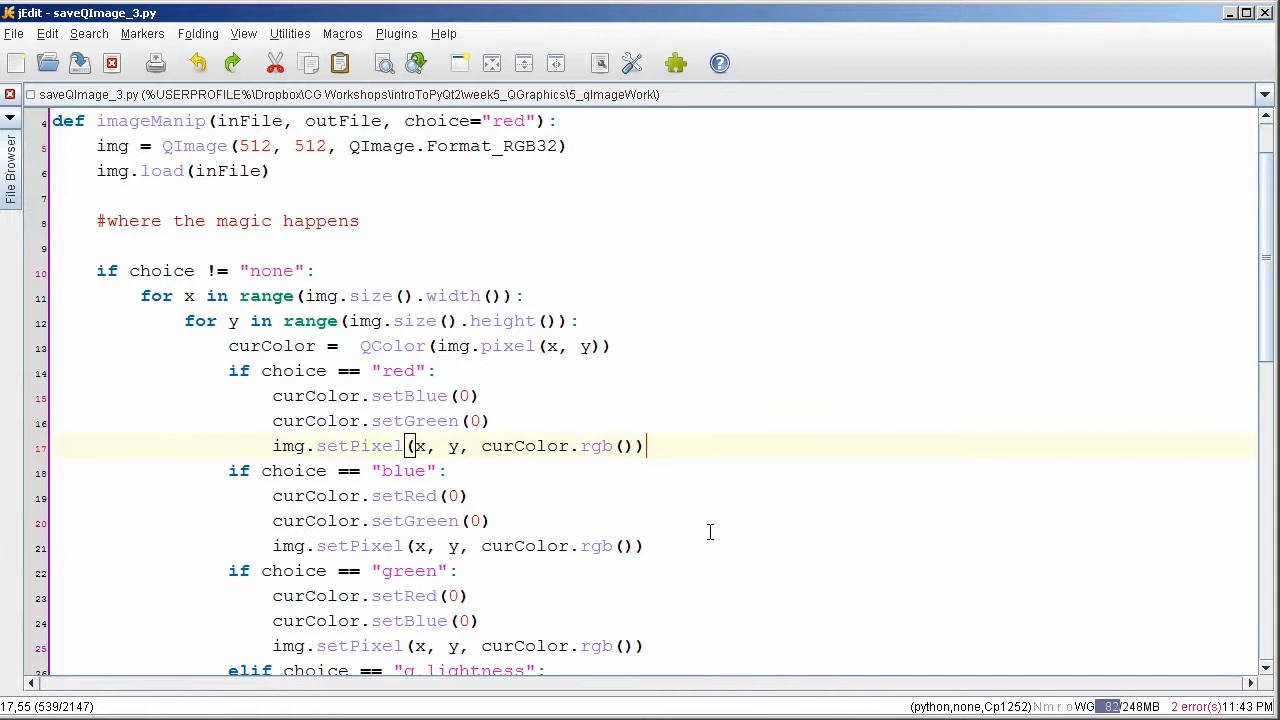 jEdit - saveQImage_3.py
File Edit Search Markers Folding View Utilities Macros Plugins Help
saveQImage_3.py (%USERPROFILE%\Dropbox\CG Workshops\introToPyQt2\week5_QGraphics\5_qImageWork\)
File Browser
4 def imageManip(inFile, outFile, choice="red"):
5 img = QImage(512, 512, QImage.Format_RGB32)
6 img.load(inFile)
7
8 #where the magic happens
9
10 if choice != "none":
11 for x in range(img.size().width()):
12 for y in range(img.size().height()):
13 curColor =  QColor(img.pixel(x, y))
14 if choice == "red":
15 curColor.setBlue(0)
16 curColor.setGreen(0)
17 img.setPixel(x, y, curColor.rgb())
18 if choice == "blue":
19 curColor.setRed(0)
20 curColor.setGreen(0)
21 img.setPixel(x, y, curColor.rgb())
22 if choice == "green":
23 curColor.setRed(0)
24 curColor.setBlue(0)
25 img.setPixel(x, y, curColor.rgb())
26 elif choice == "g_lightness":
17,55 (539/2147) (python,none,Cp1252) N m r o WG 82/248MB 2 error(s) 11:43 PM